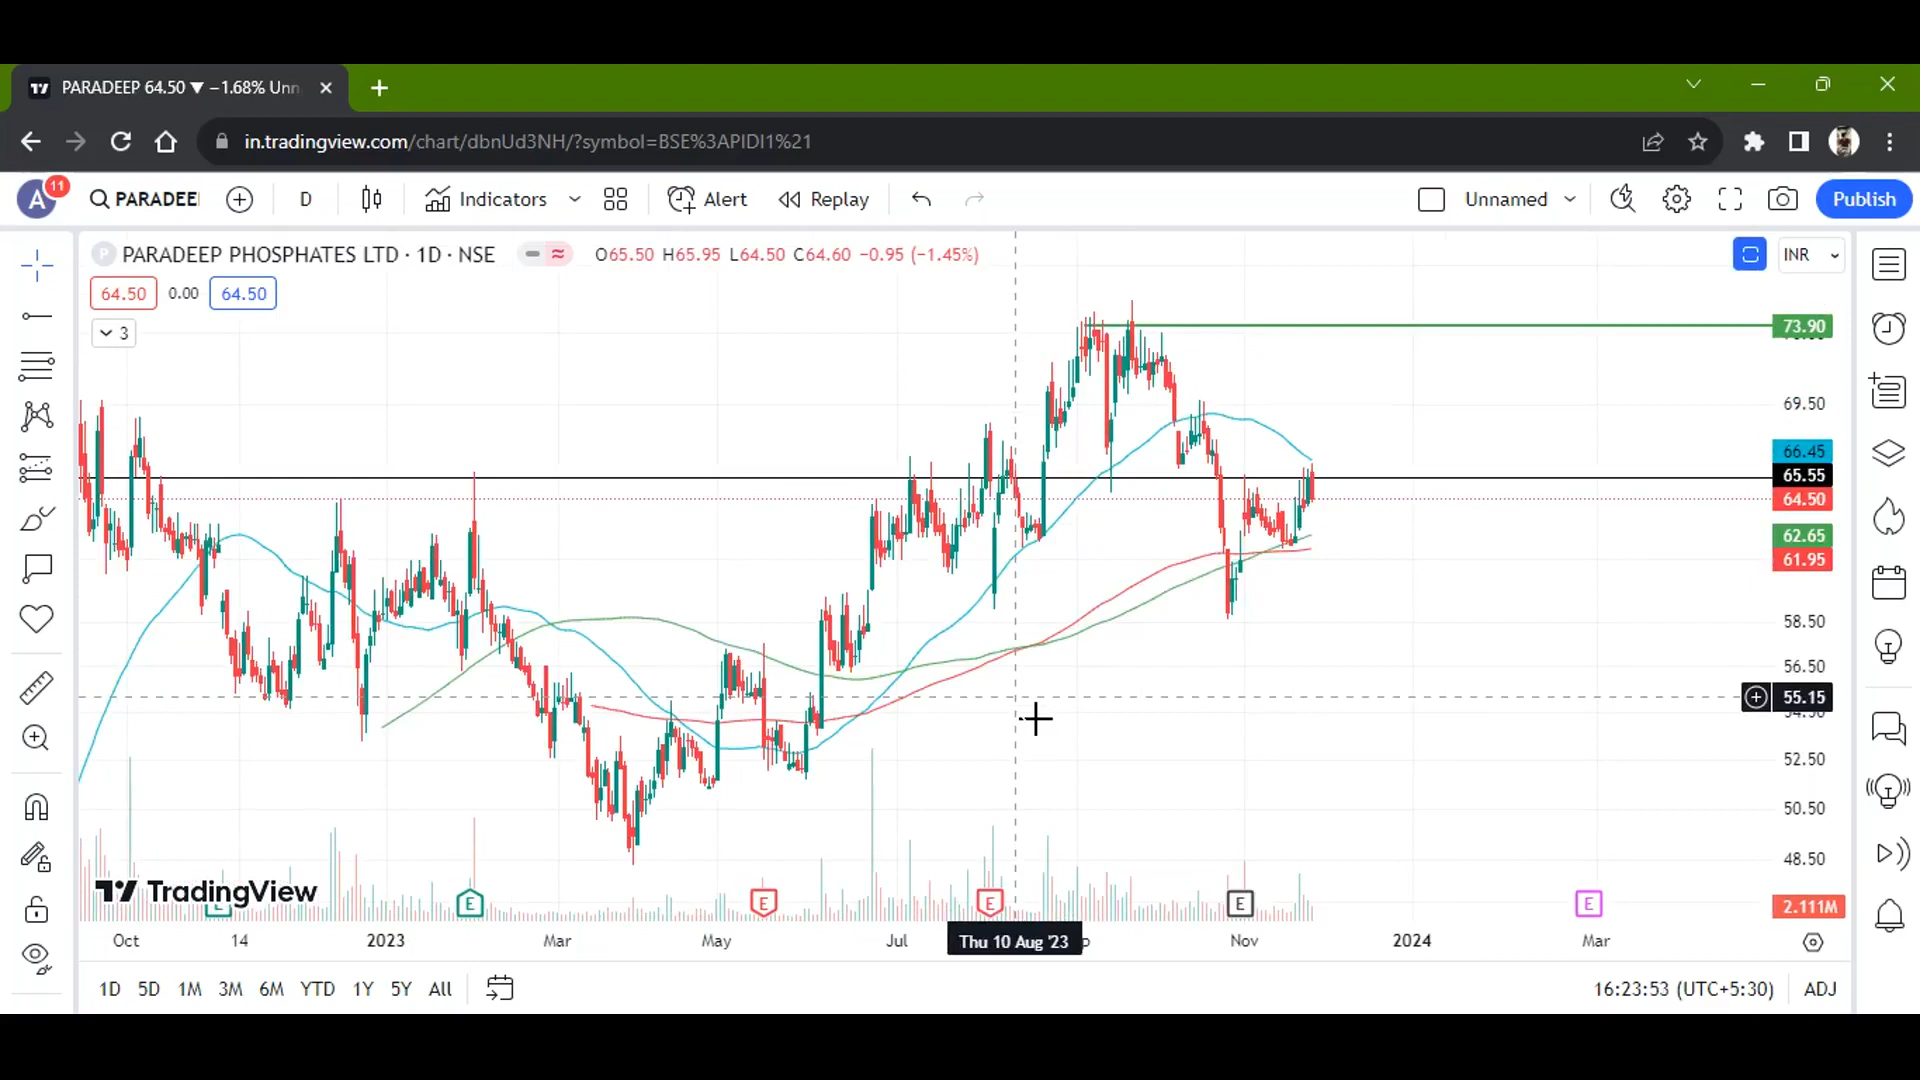 PARADEEP 64.50 ▼ −1.68% Unn
in.tradingview.com/chart/dbnUd3NH/?symbol=BSE%3APIDI1%21
A 11 PARADEE D Indicators Alert Replay Unnamed Publish
P PARADEEP PHOSPHATES LTD · 1D · NSE O65.50 H65.95 L64.50 C64.60 −0.95 (−1.45%) INR
64.50 0.00 64.50
3
73.90
69.50
66.45
65.55
64.50
62.65
61.95
58.50
56.50
55.15
52.50
50.50
48.50
TradingView
E E E E E E
2.111M
Oct 14 2023 Mar May Jul Thu 10 Aug '23 p Nov 2024 Mar
1D 5D 1M 3M 6M YTD 1Y 5Y All 16:23:53 (UTC+5:30) ADJ